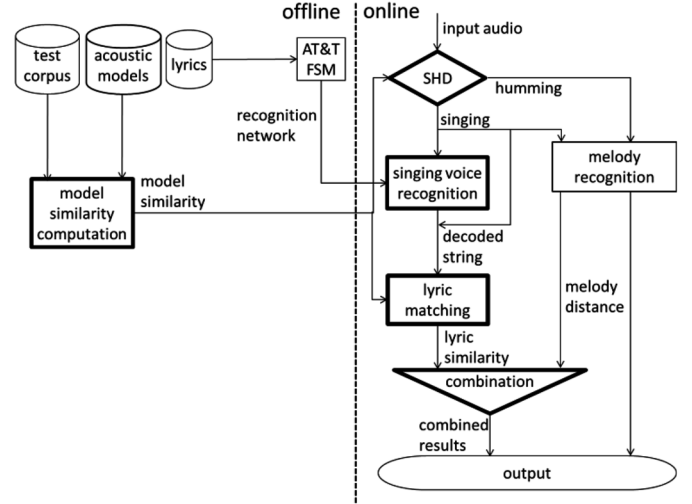 offline
online
input audio
test
corpus
acoustic
models
lyrics
AT&T
FSM
SHD
humming
recognition
network
singing
melody
recognition
singing voice
recognition
model
similarity
computation
model
similarity
decoded
string
lyric
matching
melody
distance
lyric
similarity
combination
combined
results
output